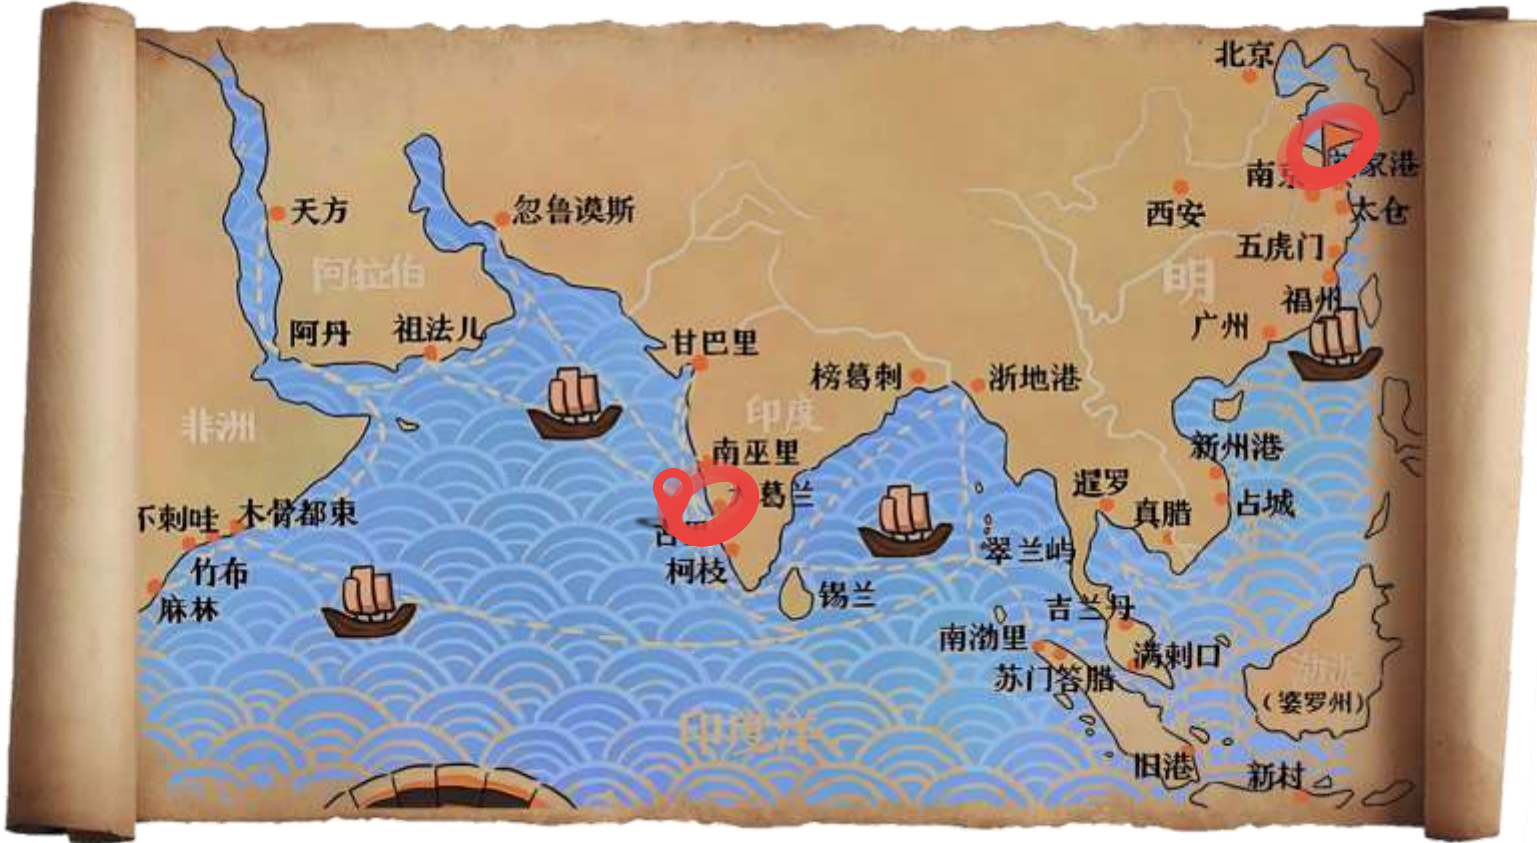 北京
家港
南京
天方
忽鲁谟斯
西安
太仓
五虎门
阿拉伯
明
福州
广州
阿丹
祖法儿
甘巴里
榜葛刺
浙地港
非洲
印度
新州港
南巫里
葛兰
暹罗
真腊
占城
不剌哇
木骨都束
古
柯枝
翠兰屿
竹布
麻林
锡兰
吉兰丹
南渤里
满剌口
苏门答腊
(婆罗州)
印度洋
旧港
新村